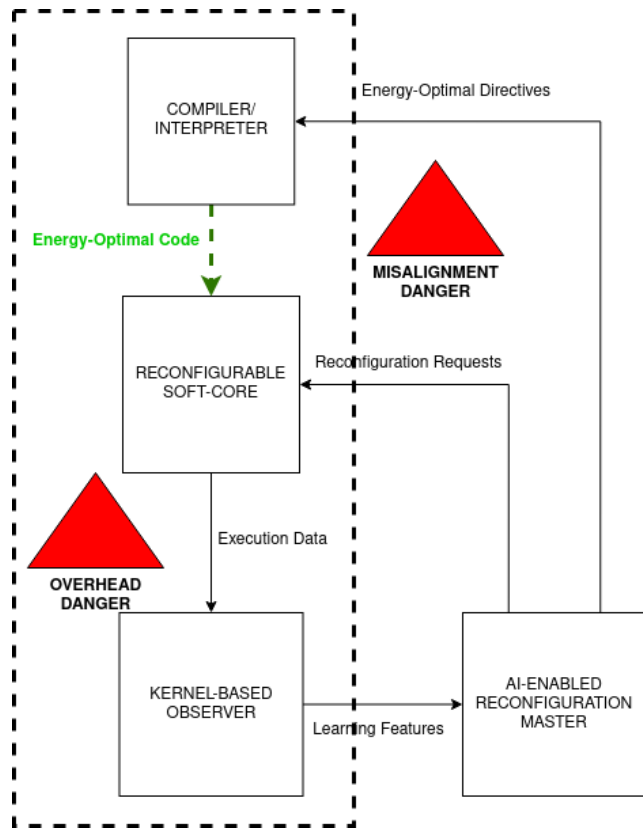 COMPILER/
INTERPRETER
Energy-Optimal Directives
Energy-Optimal Code
MISALIGNMENT
DANGER
RECONFIGURABLE
SOFT-CORE
Reconfiguration Requests
Execution Data
OVERHEAD
DANGER
KERNEL-BASED
OBSERVER
Learning Features
AI-ENABLED
RECONFIGURATION
MASTER